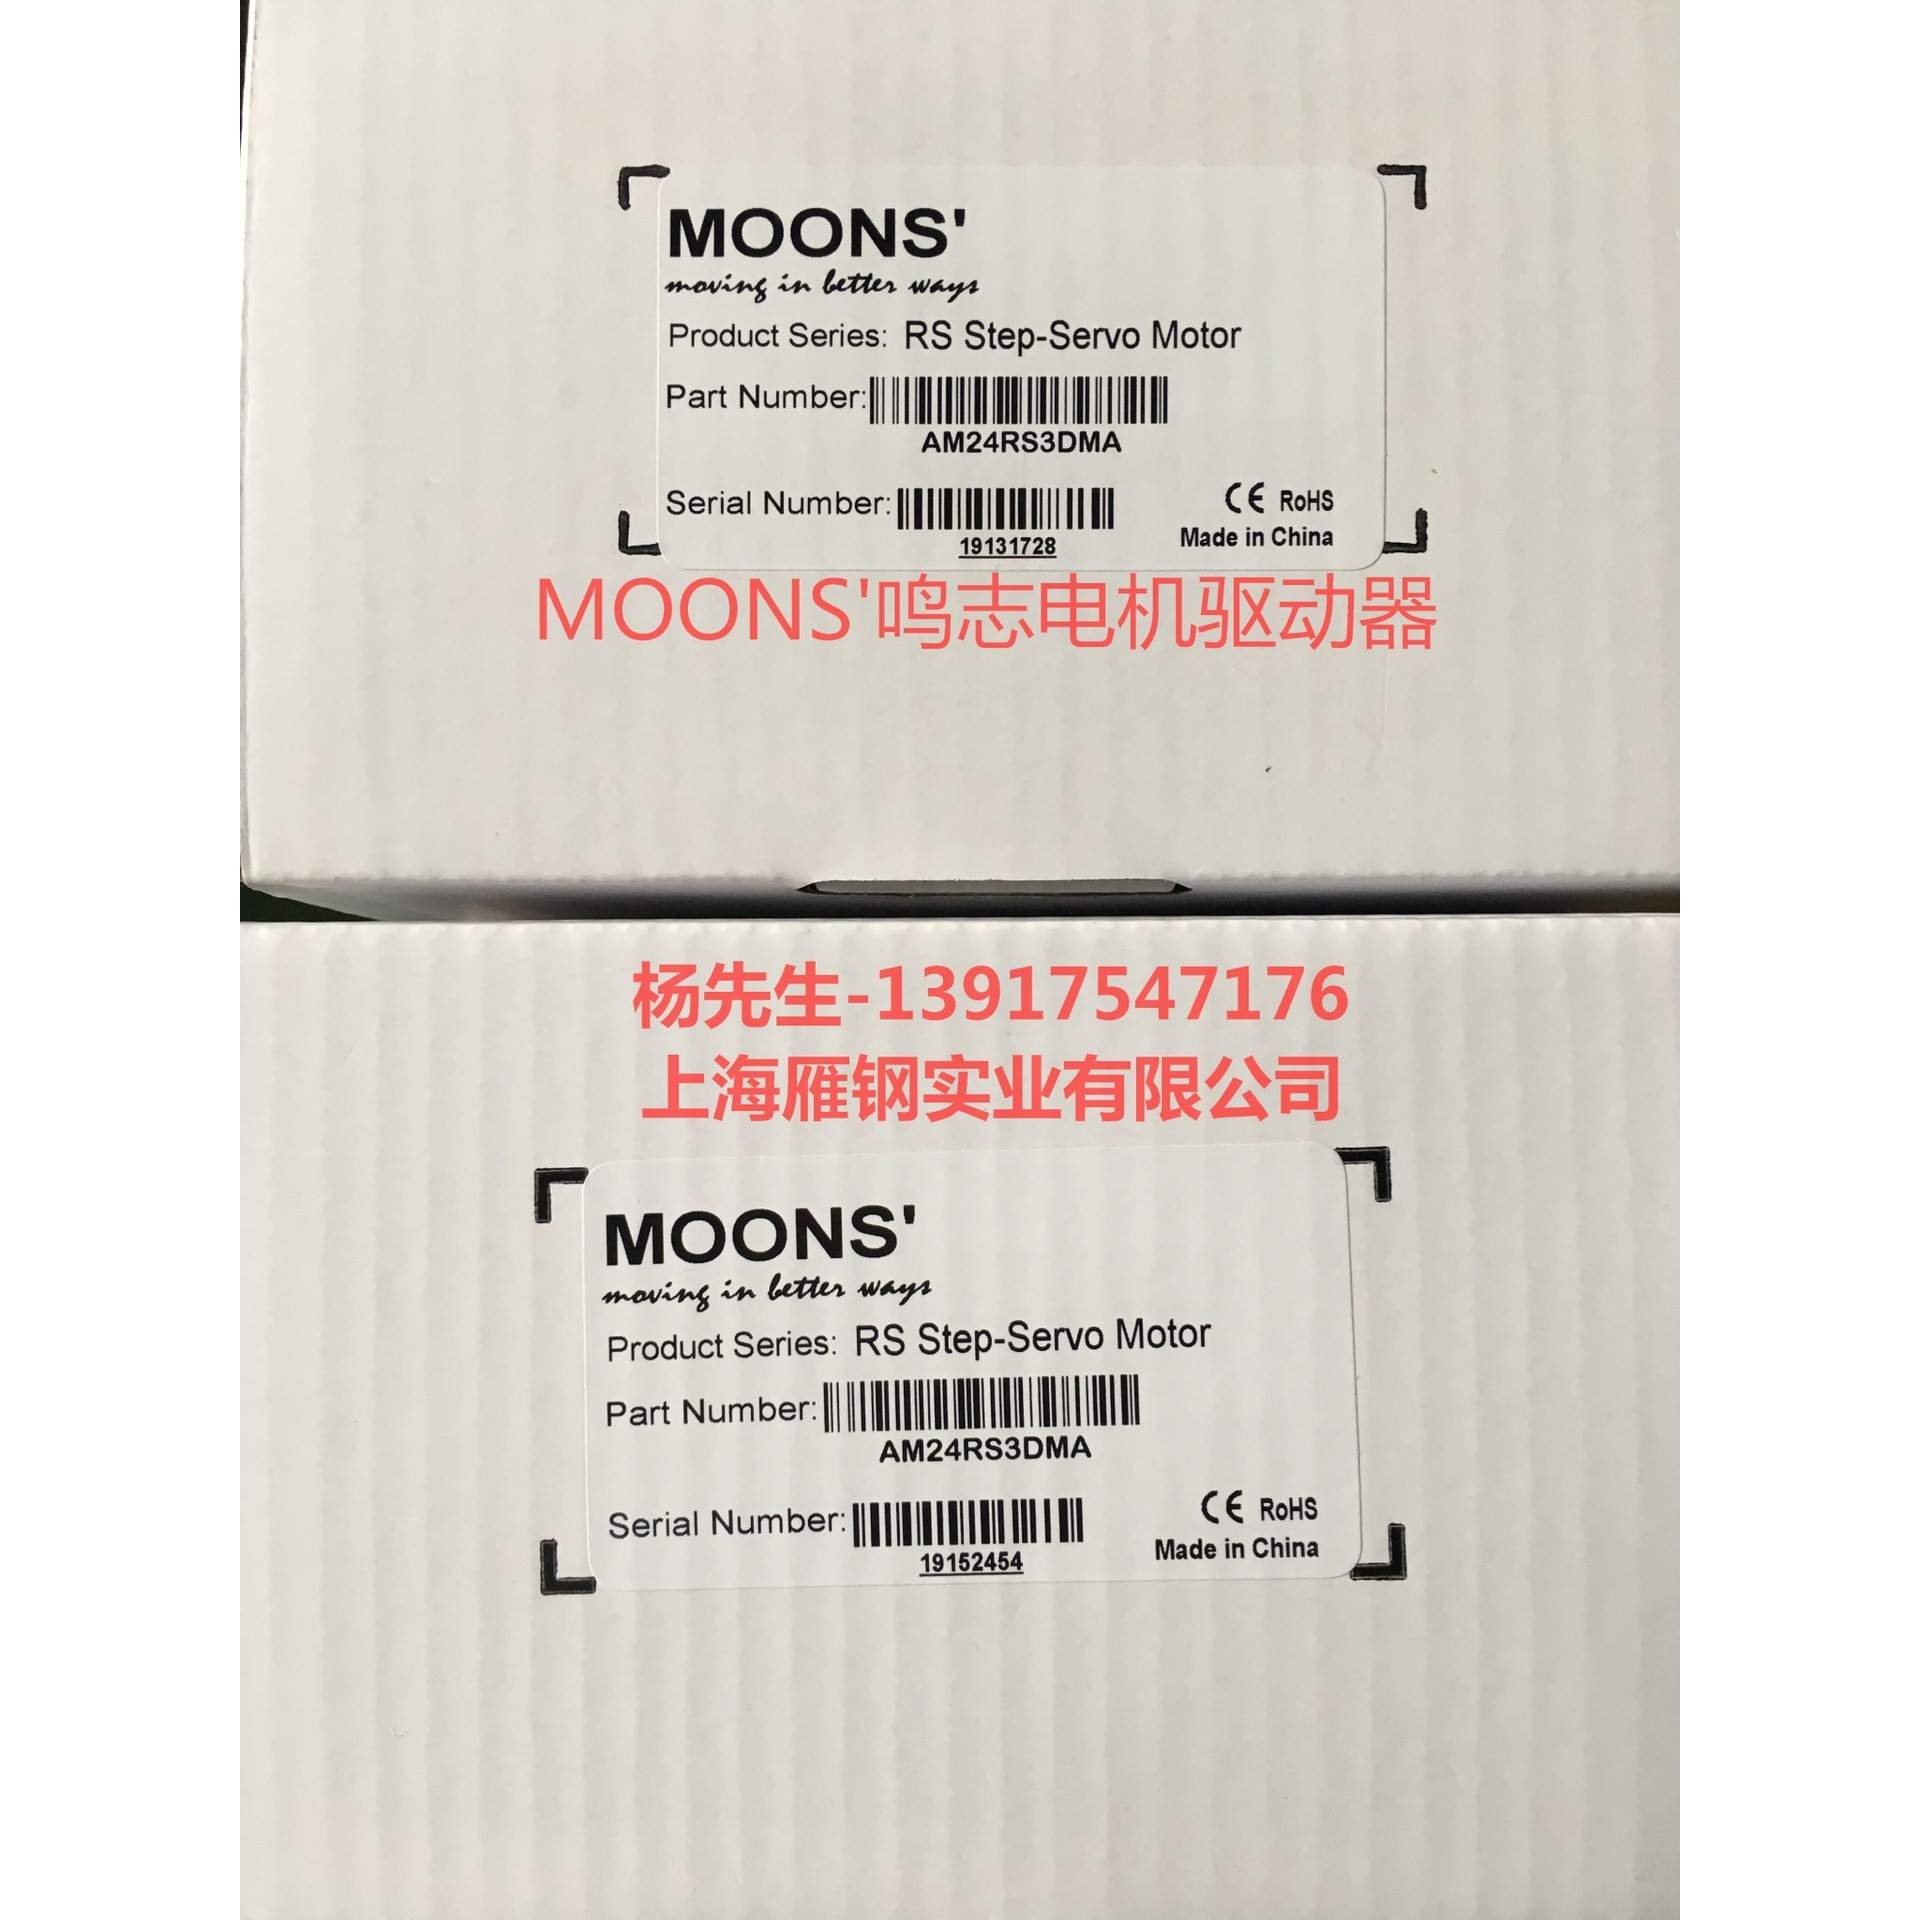 MOONS'
moving in better ways
Product Series: RS Step-Servo Motor
Part Number:
AM24RS3DMA
Serial Number:
CE RoHS
19131728
Made in China
MOONS'鸣志电机驱动器
杨先生-13917547176
上海雁钢实业有限公司
MOONS'
moving in better ways
Product Series: RS Step-Servo Motor
Part Number:
AM24RS3DMA
Serial Number:
CE RoHS
19152454
Made in China